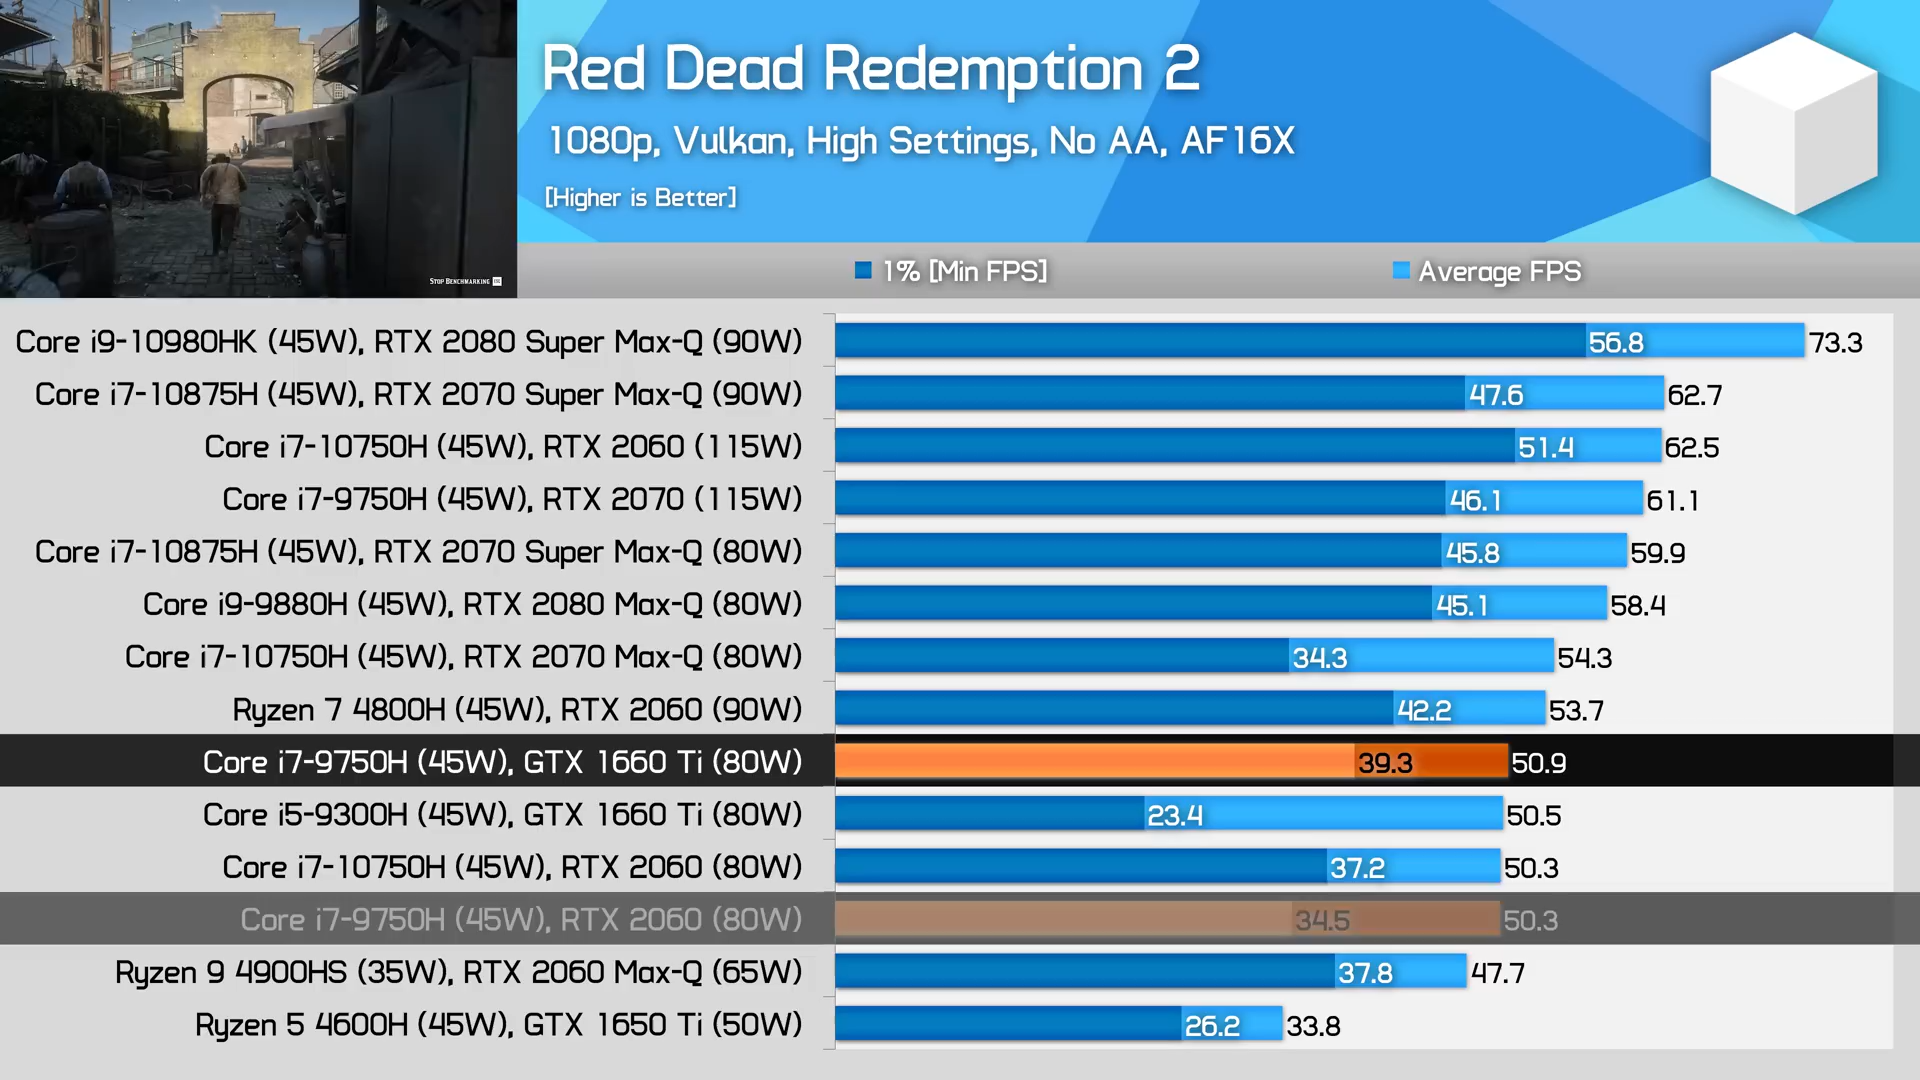 Red Dead Redemption 2
1080p, Vulkan, High Settings, No AA, AF16X
[Higher is Better]
STOP BENCHMARKING
1% [Min FPS] Average FPS
Core i9-10980HK (45W), RTX 2080 Super Max-Q (90W) 56.8 73.3
Core i7-10875H (45W), RTX 2070 Super Max-Q (90W) 47.6 62.7
Core i7-10750H (45W), RTX 2060 (115W) 51.4 62.5
Core i7-9750H (45W), RTX 2070 (115W) 46.1 61.1
Core i7-10875H (45W), RTX 2070 Super Max-Q (80W) 45.8 59.9
Core i9-9880H (45W), RTX 2080 Max-Q (80W) 45.1 58.4
Core i7-10750H (45W), RTX 2070 Max-Q (80W) 34.3 54.3
Ryzen 7 4800H (45W), RTX 2060 (90W) 42.2 53.7
Core i7-9750H (45W), GTX 1660 Ti (80W) 39.3 50.9
Core i5-9300H (45W), GTX 1660 Ti (80W) 23.4 50.5
Core i7-10750H (45W), RTX 2060 (80W) 37.2 50.3
Core i7-9750H (45W), RTX 2060 (80W) 34.5 50.3
Ryzen 9 4900HS (35W), RTX 2060 Max-Q (65W) 37.8 47.7
Ryzen 5 4600H (45W), GTX 1650 Ti (50W) 26.2 33.8